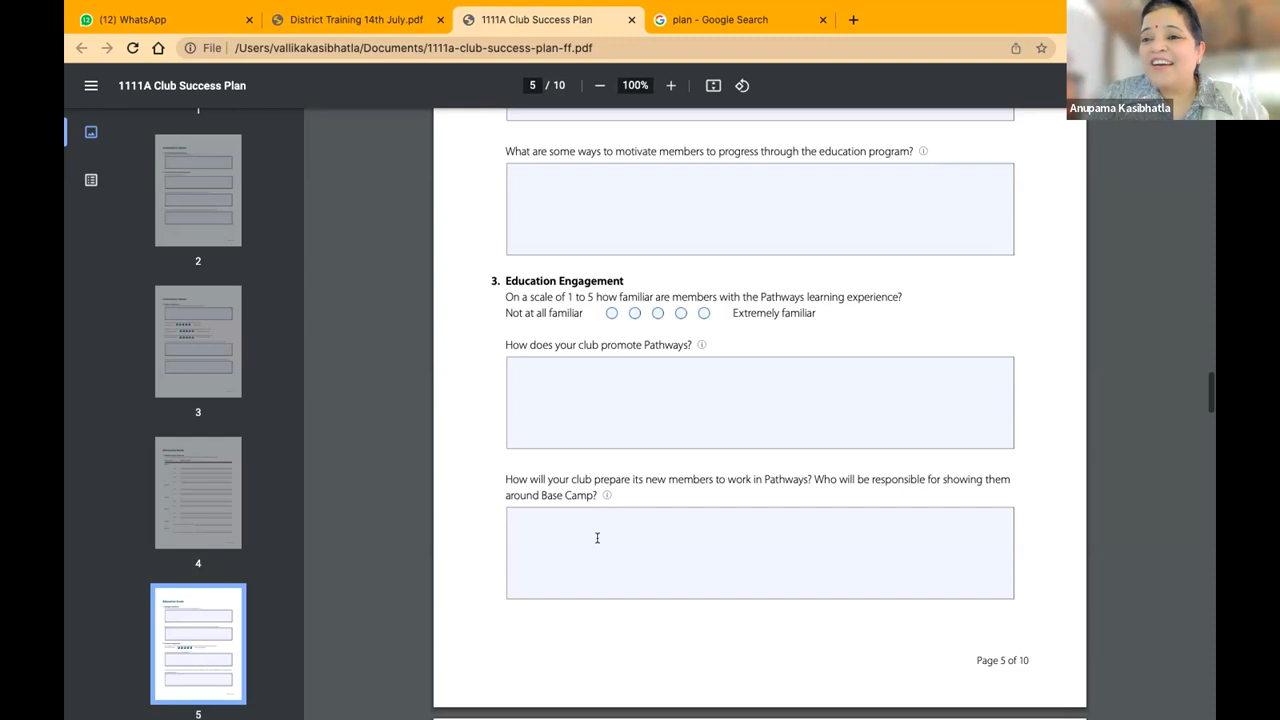 (12) WhatsApp
District Training 14th July.pdf
1111A Club Success Plan
plan - Google Search
File
/Users/vallikakasibhatla/Documents/1111a-club-success-plan-ff.pdf
Anupama Kasibhatla
1111A Club Success Plan
5 / 10
100%
1
2
3
4
5
What are some ways to motivate members to progress through the education program?
3. Education Engagement
On a scale of 1 to 5 how familiar are members with the Pathways learning experience?
Not at all familiar
Extremely familiar
How does your club promote Pathways?
How will your club prepare its new members to work in Pathways? Who will be responsible for showing them
around Base Camp?
Page 5 of 10